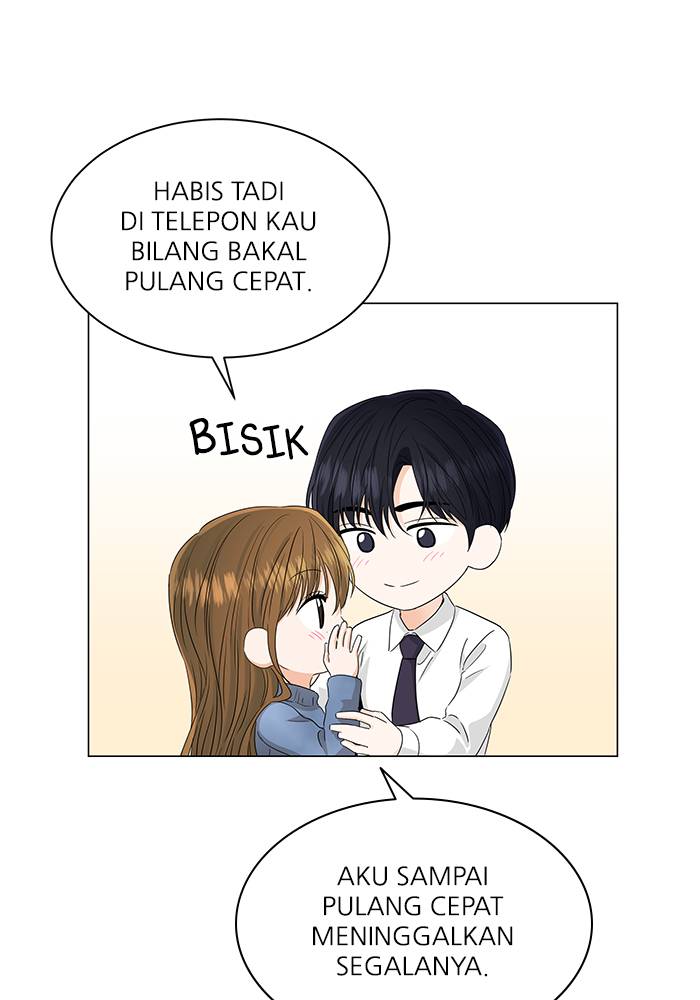 HABIS TADI
DI TELEPON KAU
BILANG BAKAL
PULANG CEPAT.
BISIK
AKU SAMPAI
PULANG CEPAT
MENINGGALKAN
SEGALANYA.